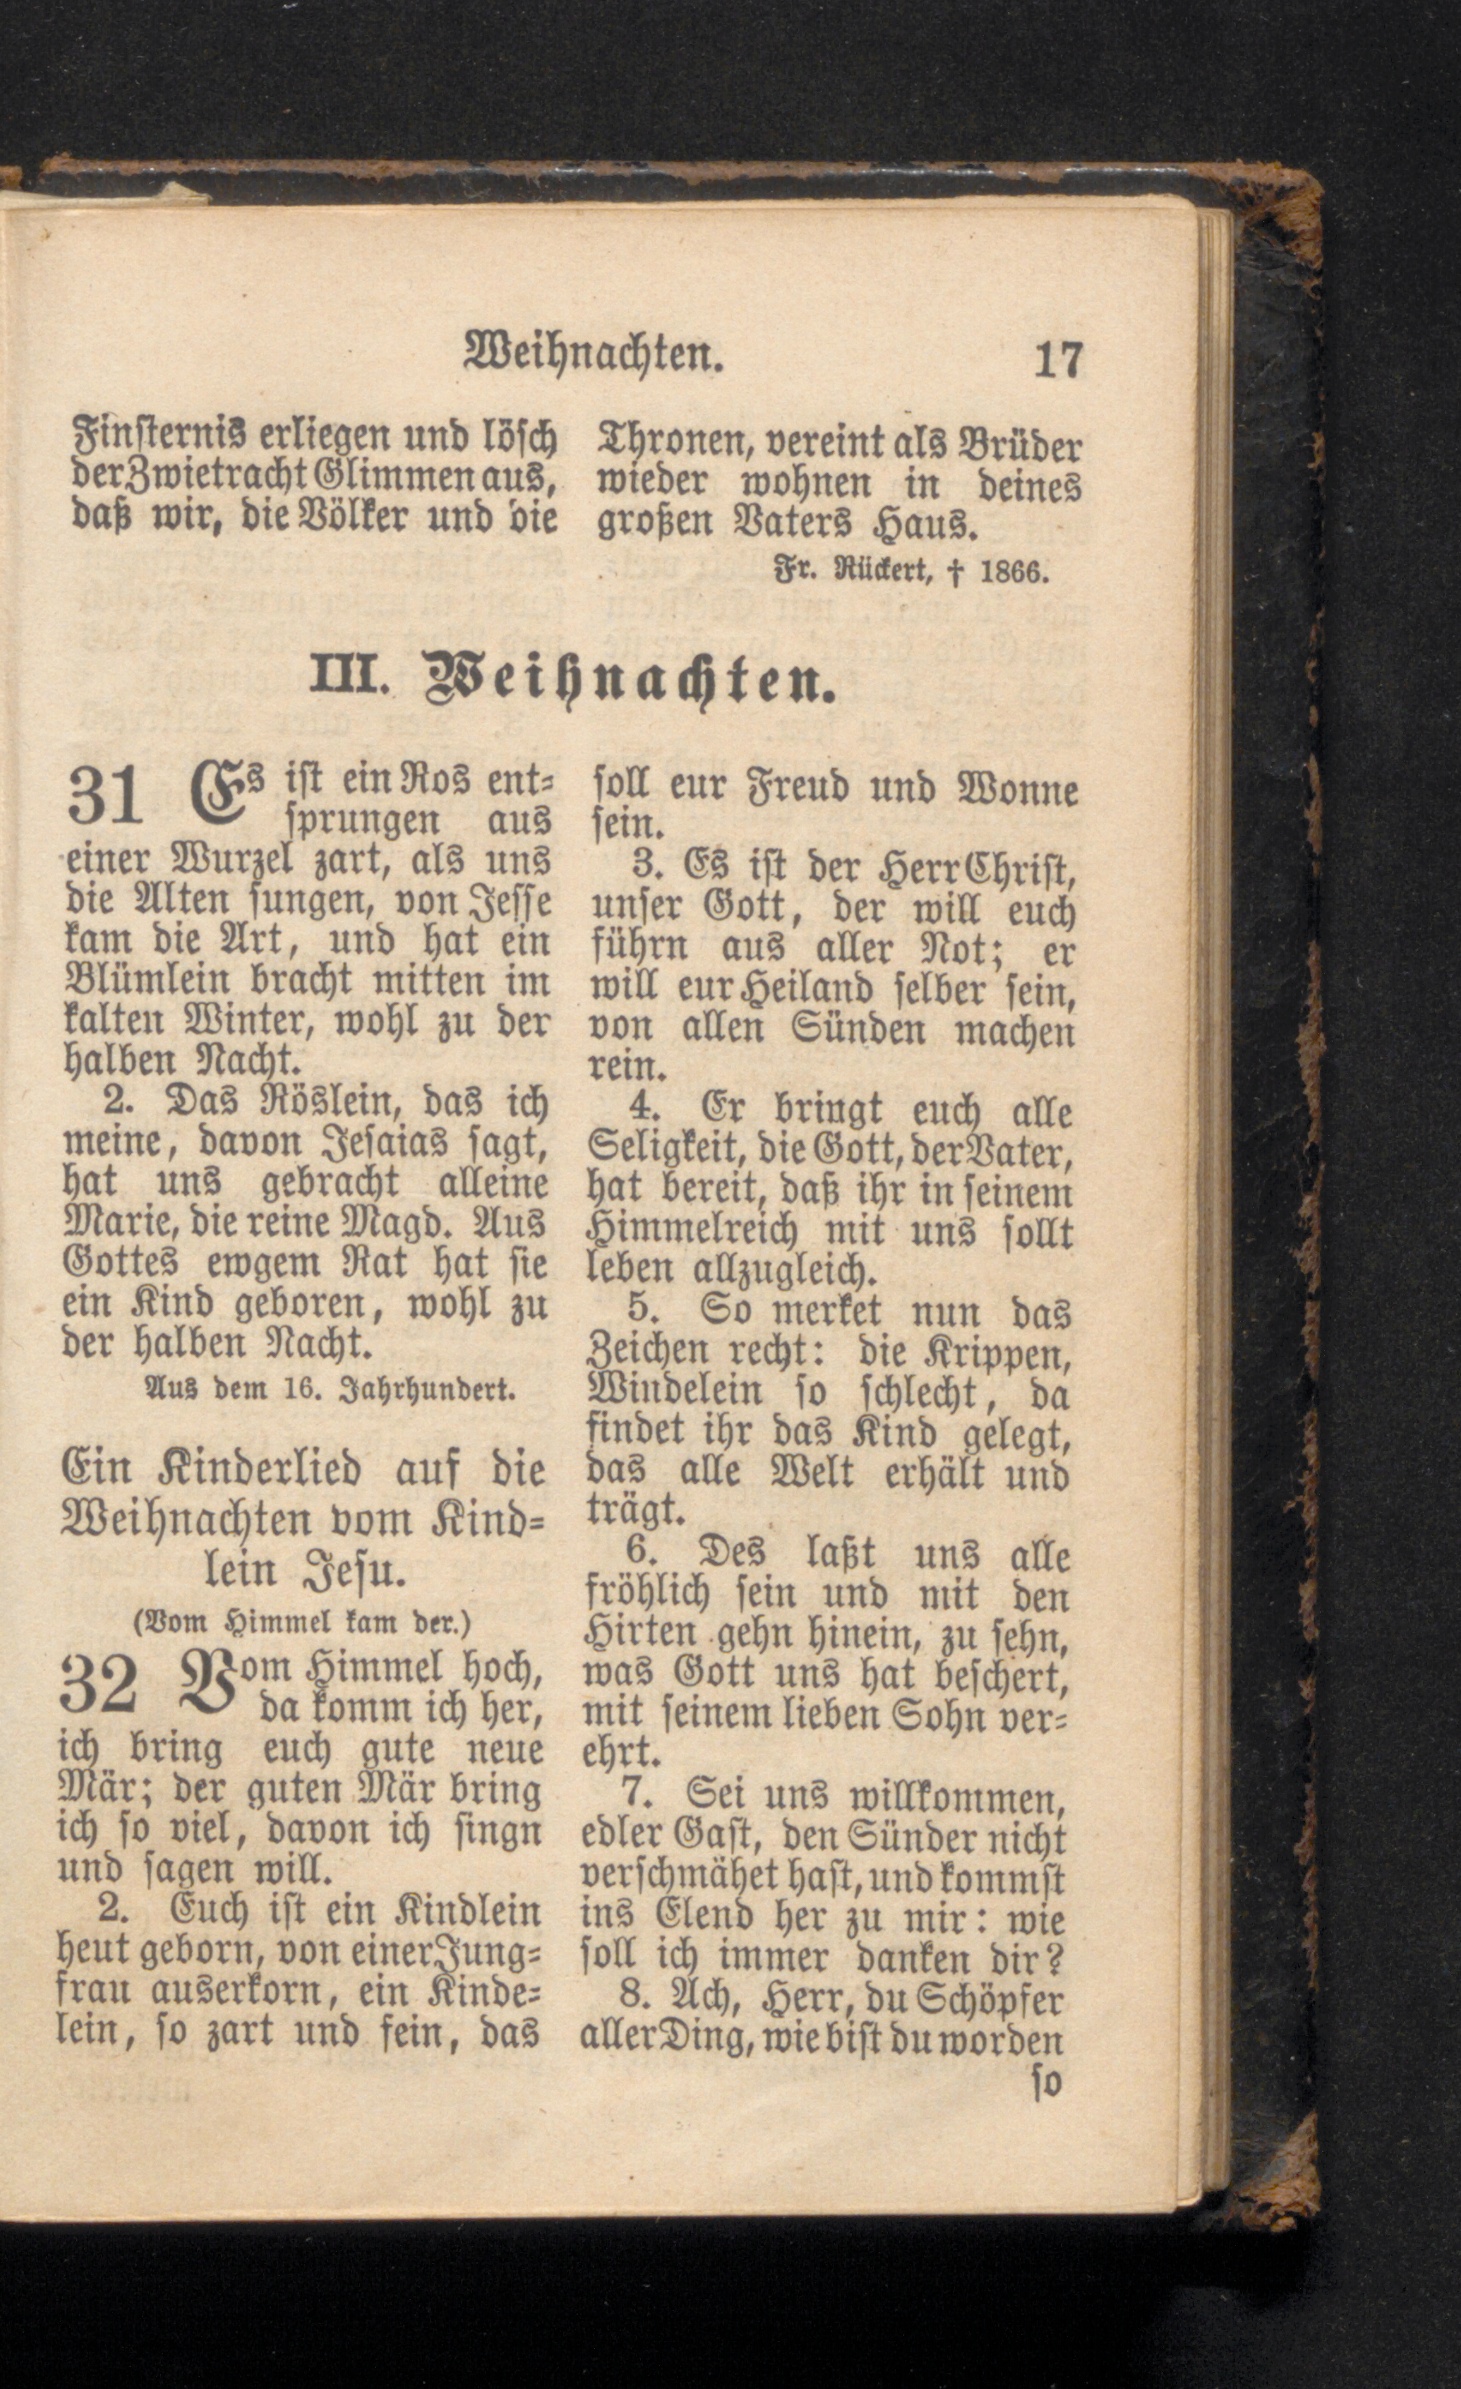 Weihnachten. 17
Finsternis erliegen und lösch
der Zwietracht Glimmen aus,
daß wir, die Völker und die
Thronen, vereint als Brüder
wieder wohnen in deines
großen Vaters Haus.
Fr. Rückert, † 1866.
III. Weihnachten.
31 Es ist ein Ros ent-
sprungen aus
einer Wurzel zart, als uns
die Alten sungen, von Jesse
kam die Art, und hat ein
Blümlein bracht mitten im
kalten Winter, wohl zu der
halben Nacht.
2. Das Röslein, das ich
meine, davon Jesaias sagt,
hat uns gebracht alleine
Marie, die reine Magd. Aus
Gottes ewgem Rat hat sie
ein Kind geboren, wohl zu
der halben Nacht.
Aus dem 16. Jahrhundert.
Ein Kinderlied auf die
Weihnachten vom Kind-
lein Jesu.
(Vom Himmel kam der.)
32 Vom Himmel hoch,
da komm ich her,
ich bring euch gute neue
Mär; der guten Mär bring
ich so viel, davon ich singn
und sagen will.
2. Euch ist ein Kindlein
heut geborn, von einer Jung-
frau auserkorn, ein Kinde-
lein, so zart und fein, das
soll eur Freud und Wonne
sein.
3. Es ist der Herr Christ,
unser Gott, der will euch
führn aus aller Not; er
will eur Heiland selber sein,
von allen Sünden machen
rein.
4. Er bringt euch alle
Seligkeit, die Gott, der Vater,
hat bereit, daß ihr in seinem
Himmelreich mit uns sollt
leben allzugleich.
5. So merket nun das
Zeichen recht: die Krippen,
Windelein so schlecht, da
findet ihr das Kind gelegt,
das alle Welt erhält und
trägt.
6. Des laßt uns alle
fröhlich sein und mit den
Hirten gehn hinein, zu sehn,
was Gott uns hat beschert,
mit seinem lieben Sohn ver-
ehrt.
7. Sei uns willkommen,
edler Gast, den Sünder nicht
verschmähet hast, und kommst
ins Elend her zu mir: wie
soll ich immer danken dir?
8. Ach, Herr, du Schöpfer
aller Ding, wie bist du worden
so